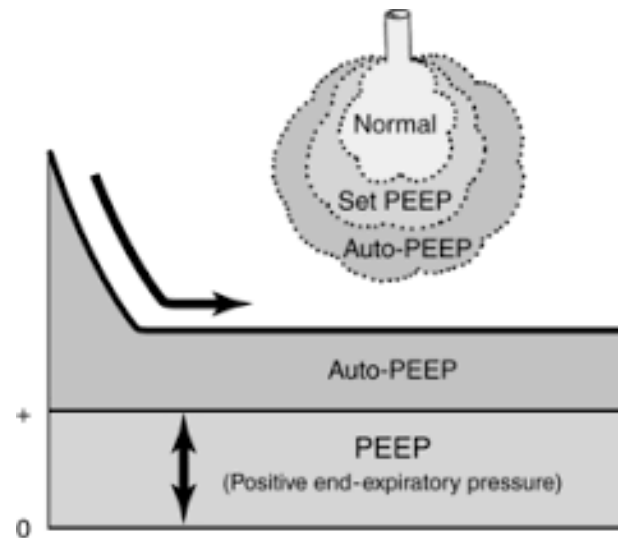 Normal
Set PEEP
Auto-PEEP
Auto-PEEP
+
PEEP
(Positive end-expiratory pressure)
0